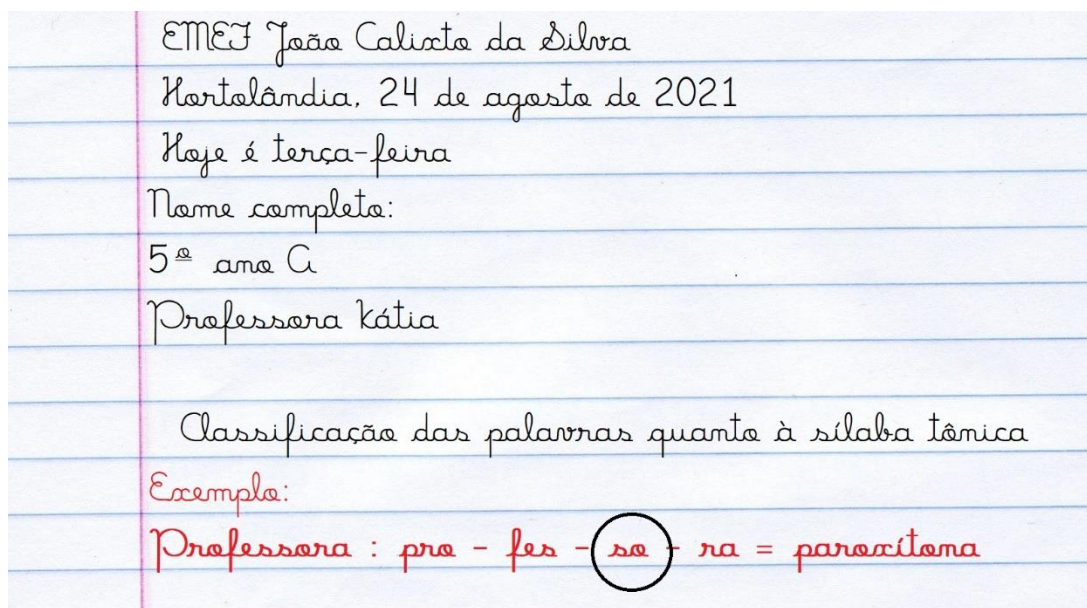 EMEF João Calixto da Silva
Hortolândia, 24 de agosto de 2021
Hoje é terça-feira
Nome completo:
5º ano A
Professora Kátia
Classificação das palavras quanto à sílaba tônica
Exemplo:
Professora : pro - fes - so - ra = paroxítona